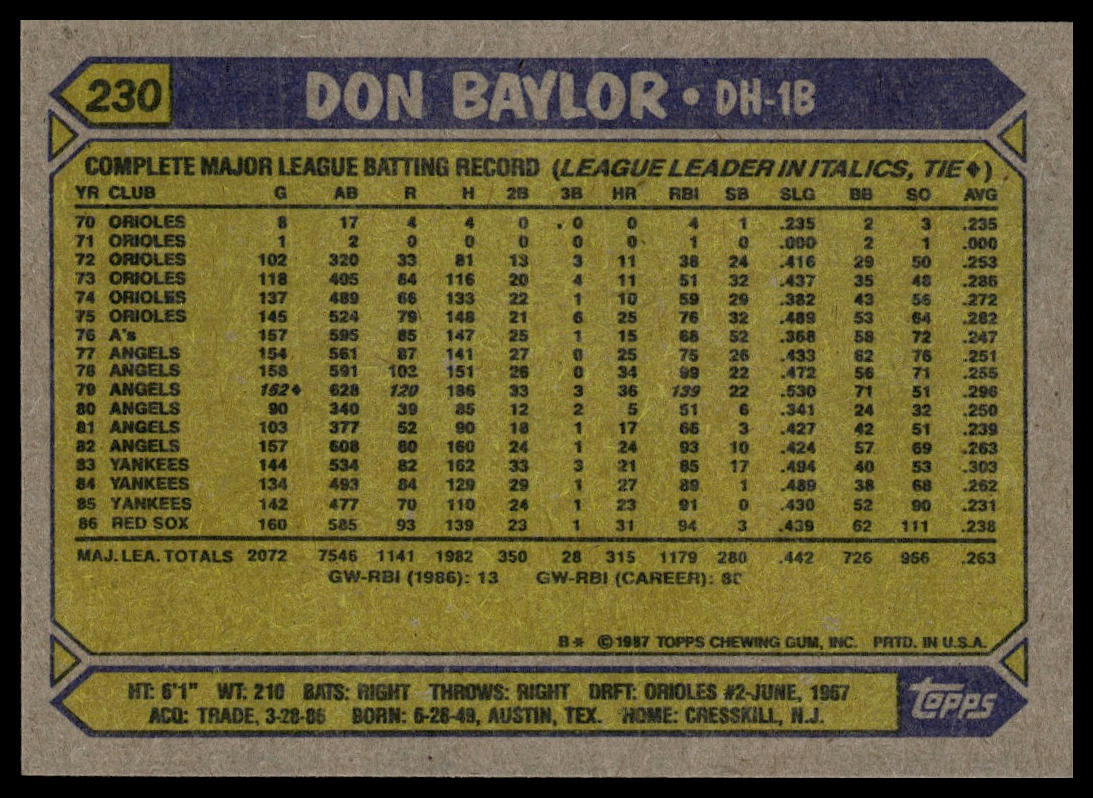 230 DON BAYLOR • DH-1B
COMPLETE MAJOR LEAGUE BATTING RECORD (LEAGUE LEADER IN ITALICS, TIE♦)
YR CLUB G AB R H 2B 3B HR RBI SB SLG BB SO AVG
70 ORIOLES 8 17 4 4 0 0 0 4 1 .235 2 3 .235
71 ORIOLES 1 2 0 0 0 0 0 1 0 .000 2 1 .000
72 ORIOLES 102 320 33 81 13 3 11 38 24 .416 29 50 .253
73 ORIOLES 118 405 64 116 20 4 11 51 32 .437 35 48 .286
74 ORIOLES 137 489 66 133 22 1 10 59 29 .382 43 56 .272
75 ORIOLES 145 524 79 148 21 6 25 76 32 .489 53 64 .282
76 A's 157 595 85 147 25 1 15 68 52 .368 58 72 .247
77 ANGELS 154 561 87 141 27 0 25 75 26 .433 62 76 .251
78 ANGELS 158 591 103 151 26 0 34 99 22 .472 56 71 .255
79 ANGELS 162♦ 628 120 186 33 3 36 139 22 .530 71 51 .296
80 ANGELS 90 340 39 85 12 2 5 51 6 .341 24 32 .250
81 ANGELS 103 377 52 90 18 1 17 66 3 .427 42 51 .239
82 ANGELS 157 608 80 160 24 1 24 93 10 .424 57 69 .263
83 YANKEES 144 534 82 162 33 3 21 85 17 .494 40 53 .303
84 YANKEES 134 493 84 129 29 1 27 89 1 .489 38 68 .262
85 YANKEES 142 477 70 110 24 1 23 91 0 .430 52 90 .231
86 RED SOX 160 585 93 139 23 1 31 94 3 .439 62 111 .238
MAJ. LEA. TOTALS 2072 7546 1141 1982 350 28 315 1179 280 .442 726 966 .263
GW-RBI (1986): 13 GW-RBI (CAREER):
B* ©1987 TOPPS CHEWING GUM, INC. PRTD. IN U.S.A.
HT: 6'1" WT: 210 BATS: RIGHT THROWS: RIGHT DRFT: ORIOLES #2-JUNE, 1967
ACQ: TRADE, 3-28-86 BORN: 6-28-49, AUSTIN, TEX. HOME: CRESSKILL, N.J.
topps